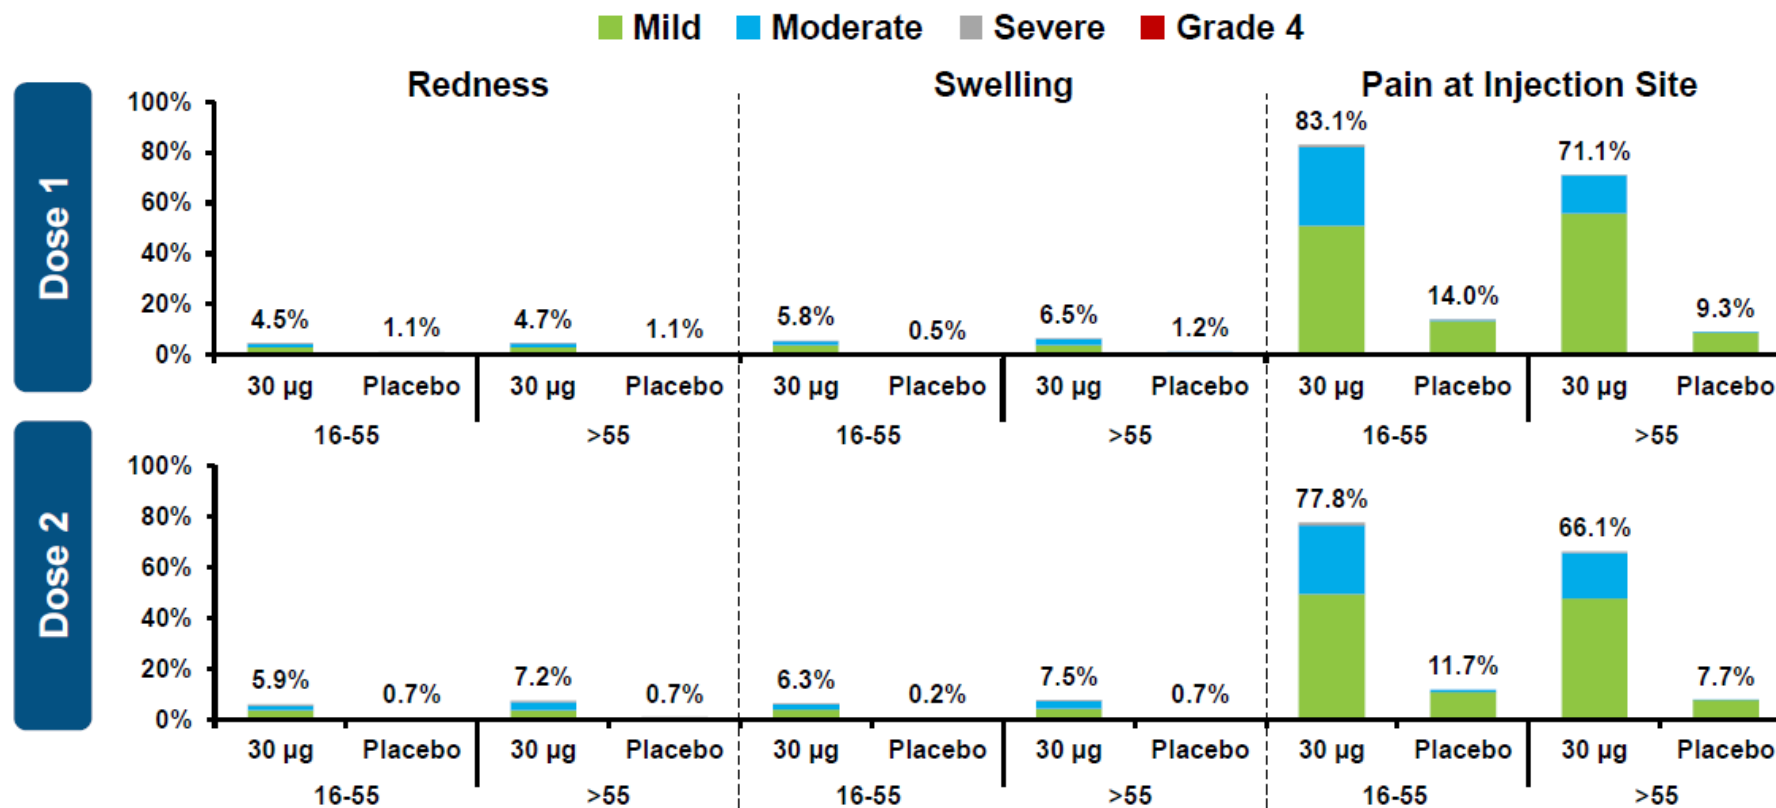 Mild Moderate Severe Grade 4
Redness Swelling Pain at Injection Site
Dose 1
100%
80%
60%
40%
20%
0%
4.5% 1.1% 4.7% 1.1% 5.8% 0.5% 6.5% 1.2% 83.1% 14.0% 71.1% 9.3%
30 µg Placebo 30 µg Placebo 30 µg Placebo 30 µg Placebo 30 µg Placebo 30 µg Placebo
16-55 >55 16-55 >55 16-55 >55
Dose 2
100%
80%
60%
40%
20%
0%
5.9% 0.7% 7.2% 0.7% 6.3% 0.2% 7.5% 0.7% 77.8% 11.7% 66.1% 7.7%
30 µg Placebo 30 µg Placebo 30 µg Placebo 30 µg Placebo 30 µg Placebo 30 µg Placebo
16-55 >55 16-55 >55 16-55 >55